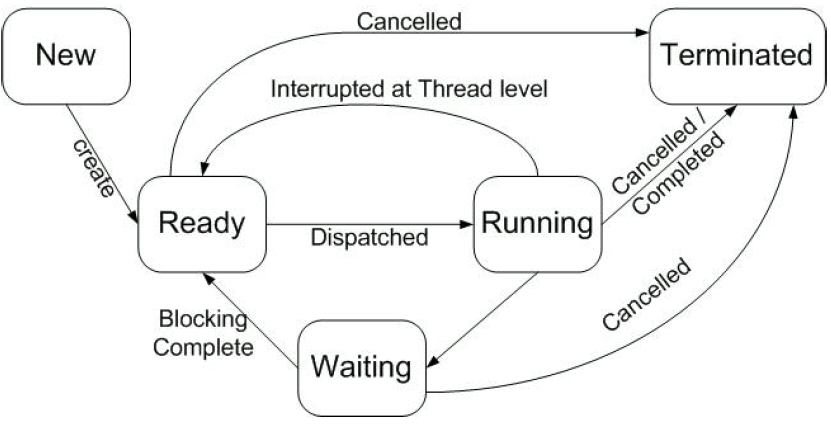 Cancelled
New
Terminated
Interrupted at Thread level
create
Cancelled /
Completed
Ready
Dispatched
Running
Blocking
Complete
Waiting
Cancelled